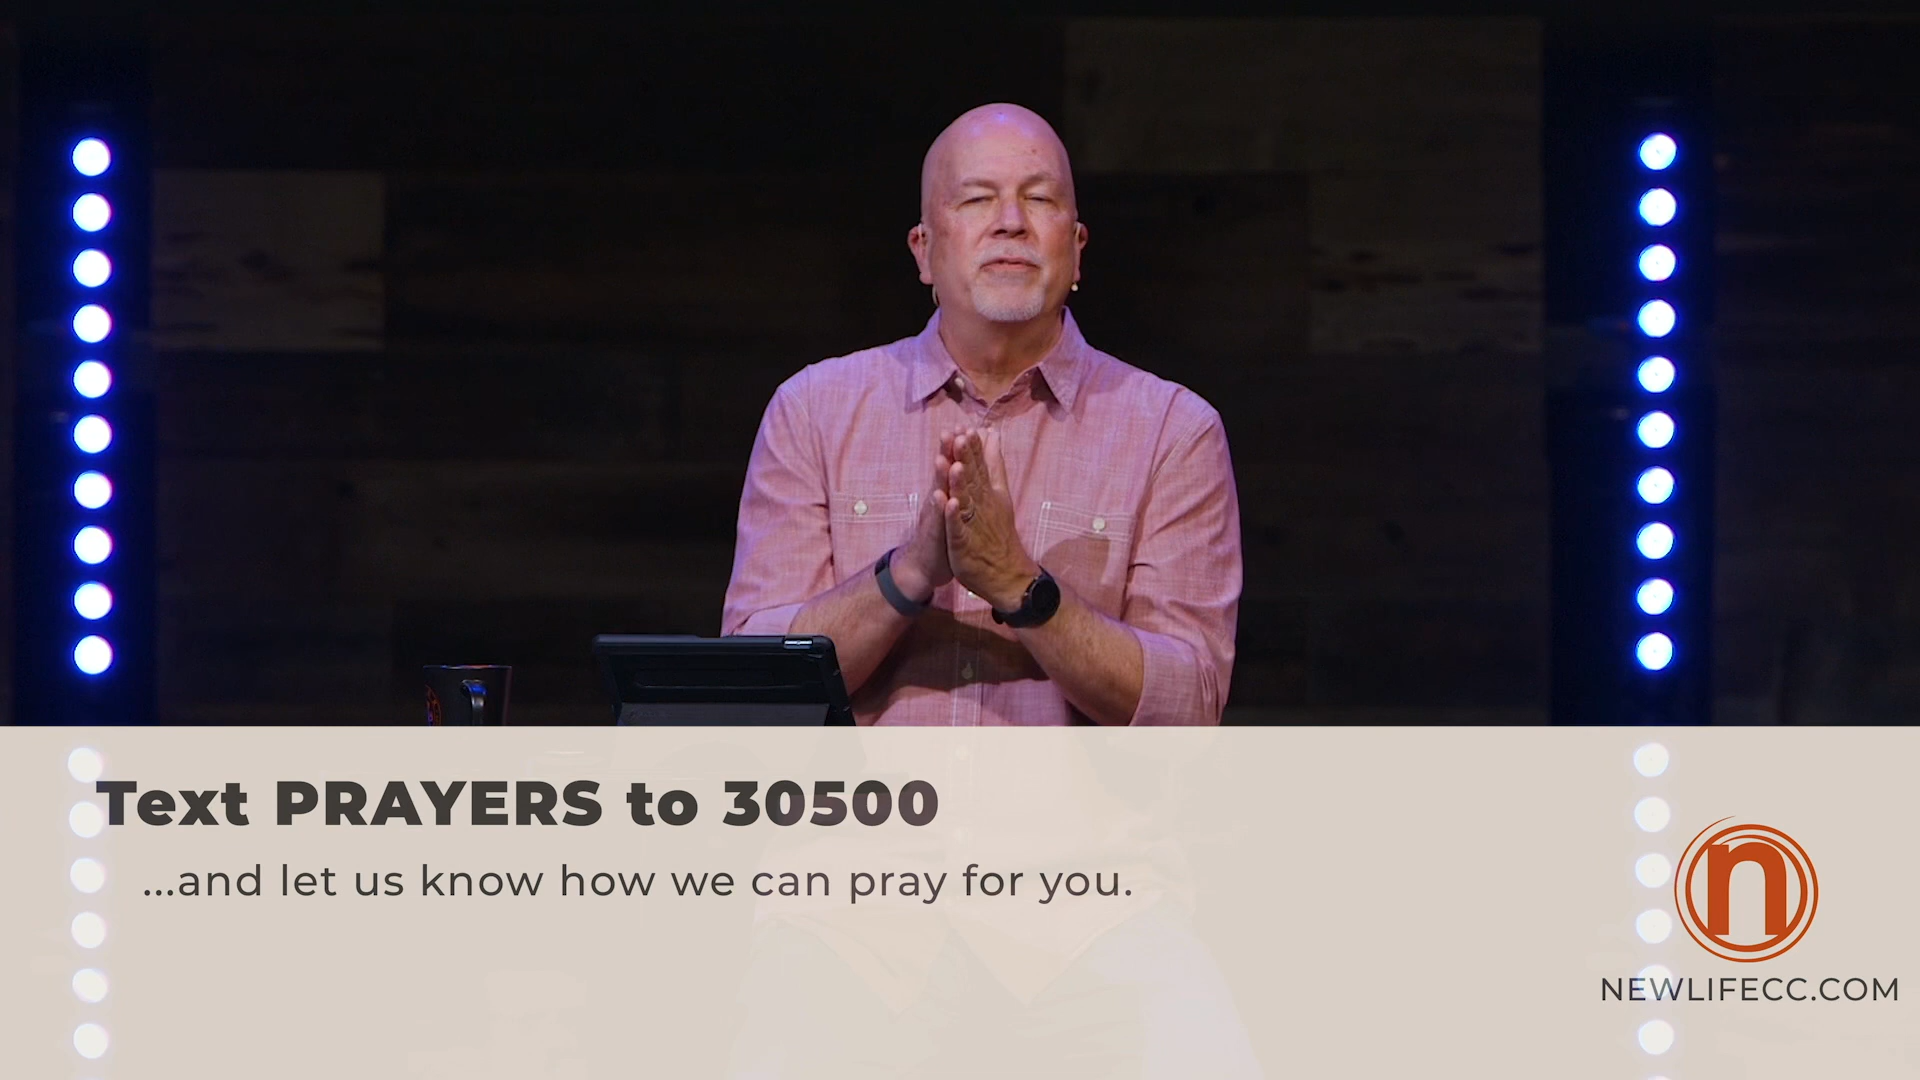 Text PRAYERS to 30500
...and let us know how we can pray for you.
n
NEWLIFECC.COM